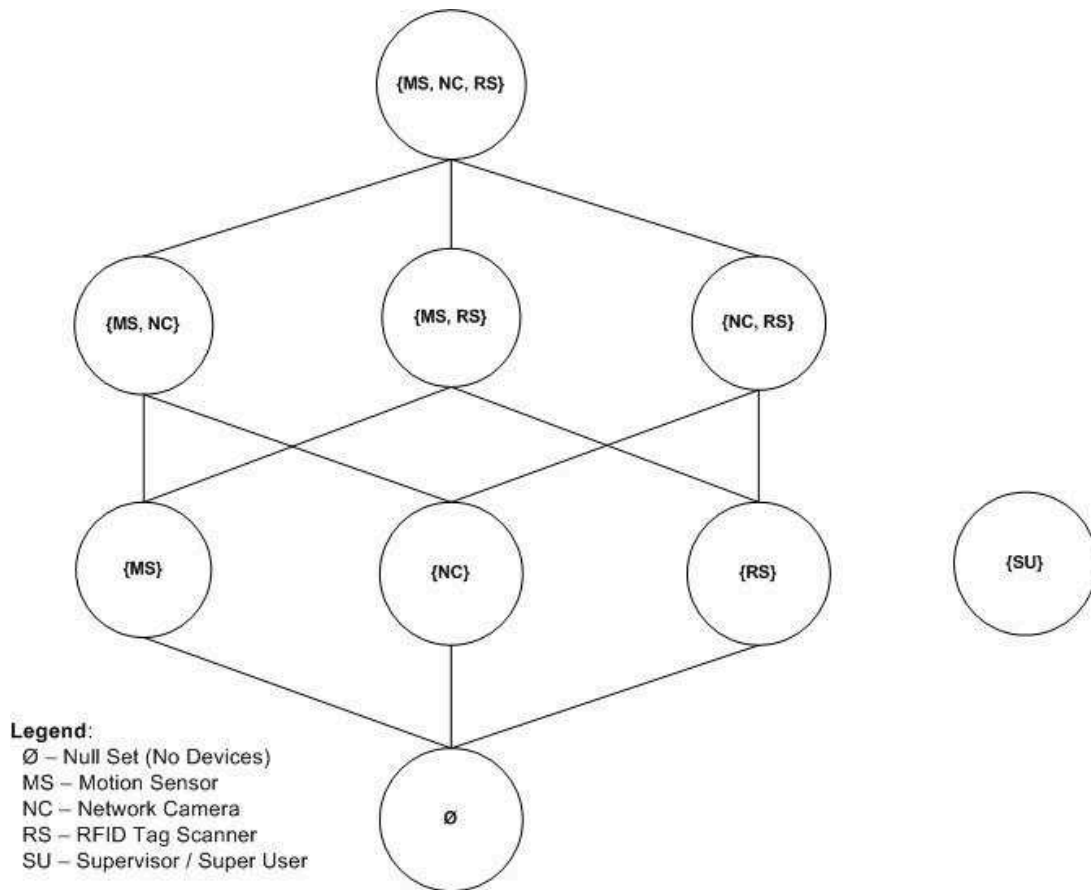 {MS, NC, RS}
{MS, NC}
{MS, RS}
{NC, RS}
{MS}
{NC}
{RS}
{SU}
Legend:
Ø – Null Set (No Devices)
MS – Motion Sensor
NC – Network Camera
RS – RFID Tag Scanner
SU – Supervisor / Super User
Ø